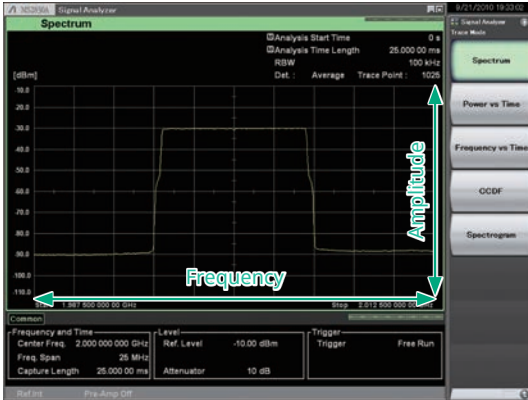 MS2690A Signal Analyzer
9/21/2010 19:33:02
Spectrum
Signal Analyzer
Trace Mode
Analysis Start Time 0 s
Analysis Time Length 25.000 00 ms
RBW 100 kHz
Det. : Average Trace Point : 1025
[dBm]
-10.0
-20.0
-30.0
-40.0
-50.0
-60.0
-70.0
-80.0
-90.0
-100.0
-110.0
Amplitude
Frequency
Start 1.987 500 000 00 GHz
Stop 2.012 500 000 00 GHz
Spectrum
Power vs Time
Frequency vs Time
CCDF
Spectrogram
Common
Frequency and Time
Center Freq. 2.000 000 000 GHz
Freq. Span 25 MHz
Capture Length 25.000 00 ms
Level
Ref. Level -10.00 dBm
Attenuator 10 dB
Trigger
Trigger Free Run
Ref.Int Pre-Amp Off